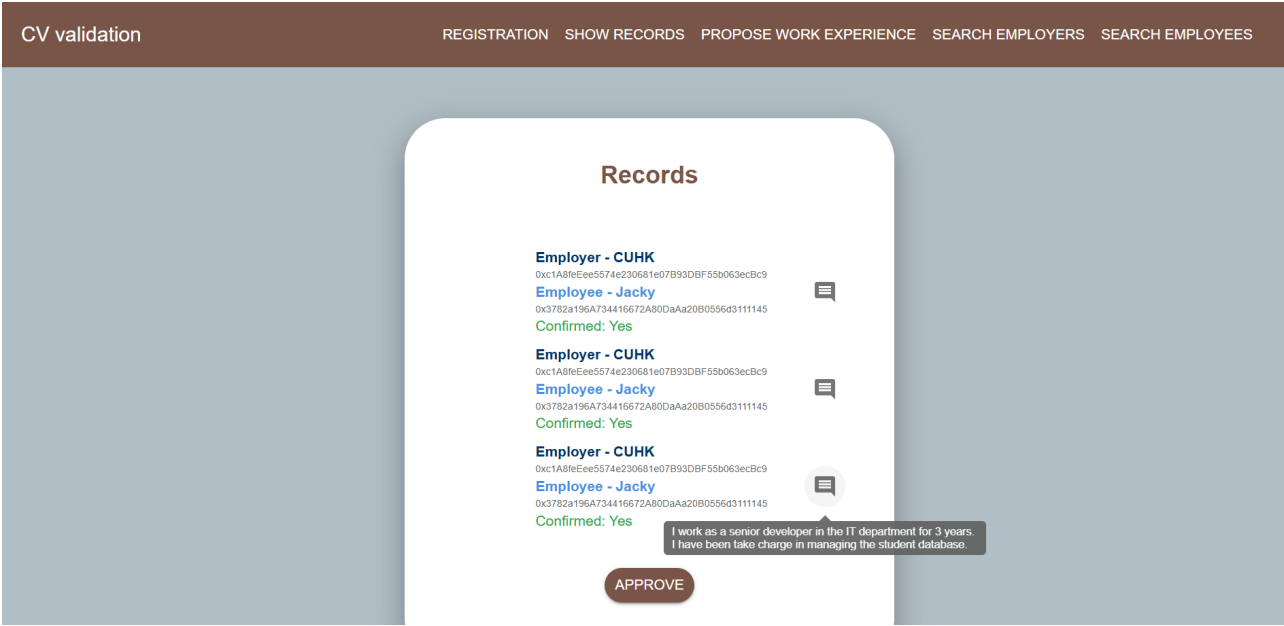 CV validation
REGISTRATION SHOW RECORDS PROPOSE WORK EXPERIENCE SEARCH EMPLOYERS SEARCH EMPLOYEES
Records
Employer - CUHK
0xc1A8feEee5574e230681e07B93DBF55b063ecBc9
Employee - Jacky
0x3782a196A734416672A80DaAa20B0556d3111145
Confirmed: Yes
Employer - CUHK
0xc1A8feEee5574e230681e07B93DBF55b063ecBc9
Employee - Jacky
0x3782a196A734416672A80DaAa20B0556d3111145
Confirmed: Yes
Employer - CUHK
0xc1A8feEee5574e230681e07B93DBF55b063ecBc9
Employee - Jacky
0x3782a196A734416672A80DaAa20B0556d3111145
Confirmed: Yes
I work as a senior developer in the IT department for 3 years.
I have been take charge in managing the student database.
APPROVE